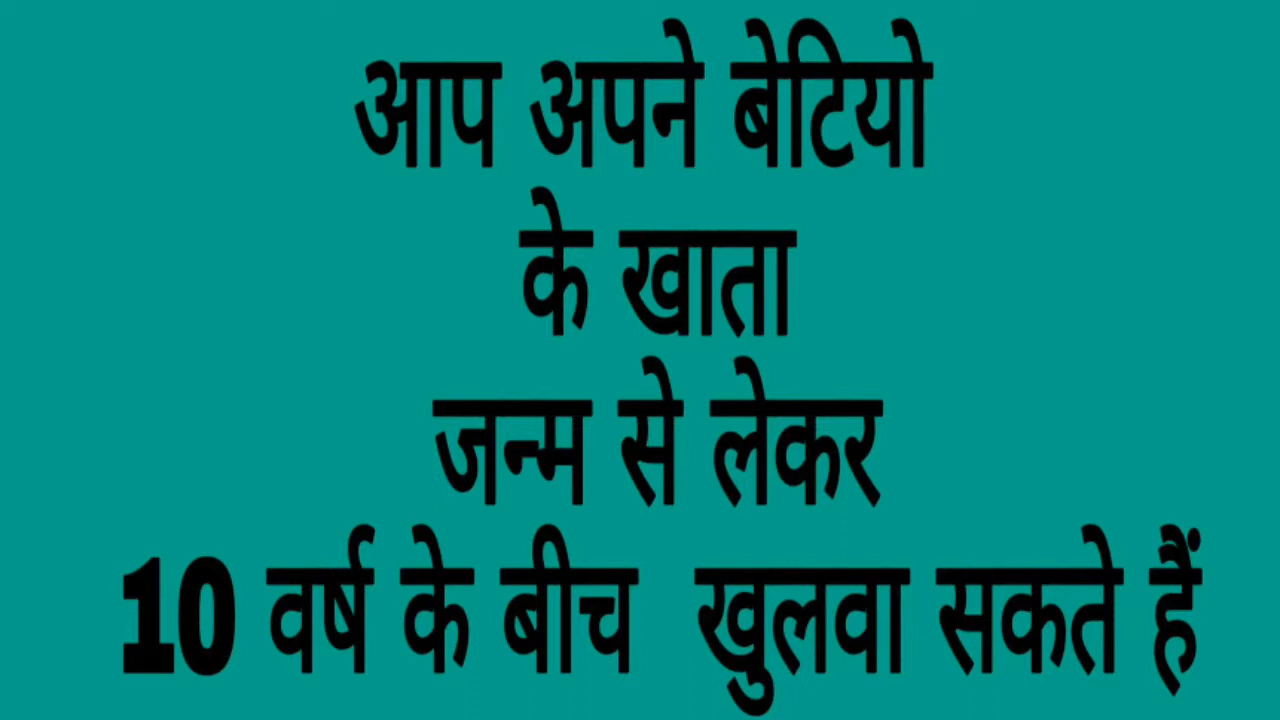 आप अपने बेटियो
के खाता
जन्म से लेकर
10 वर्ष के बीच खुलवा सकते हैं